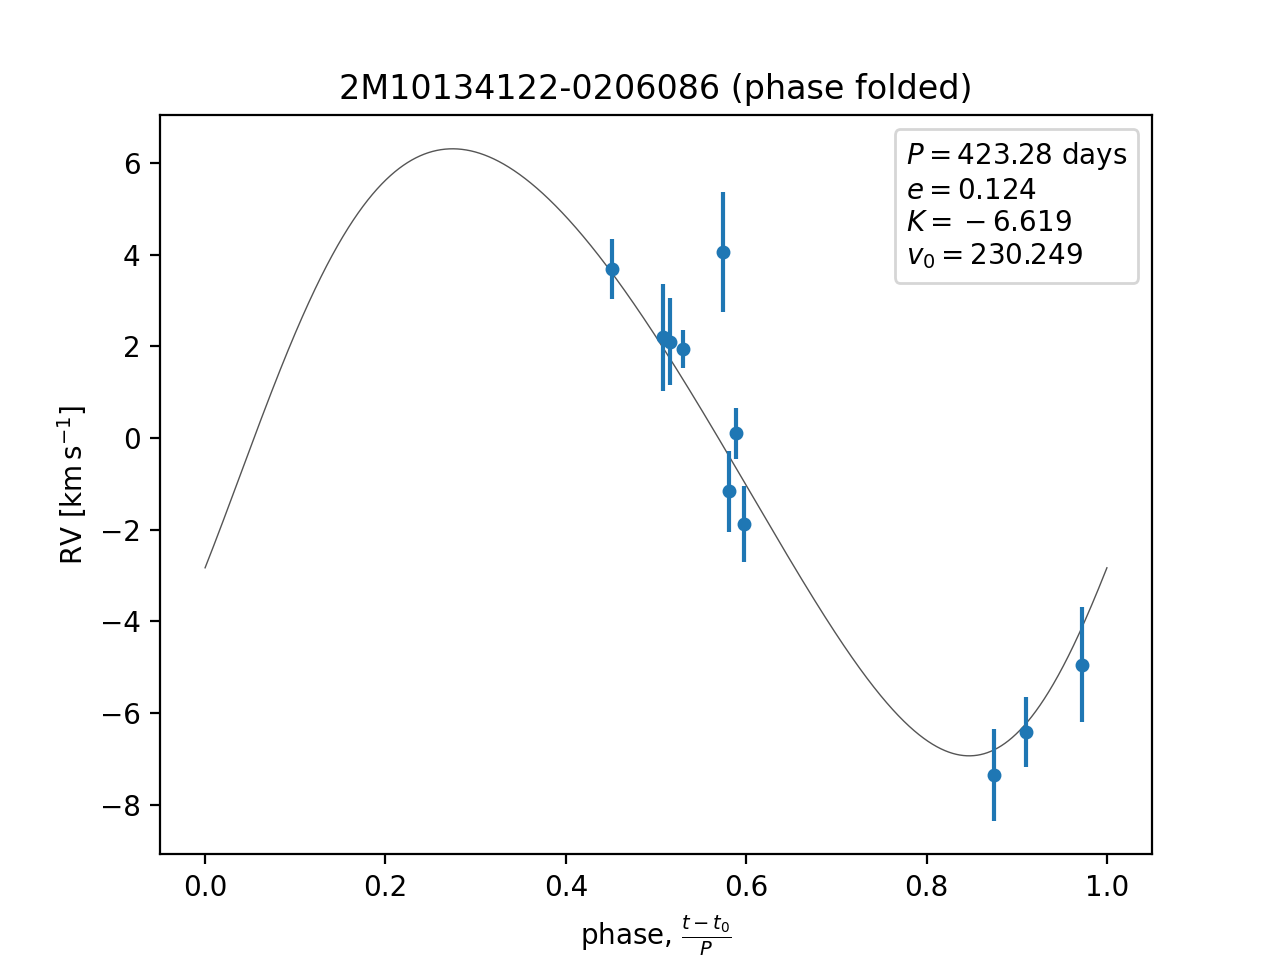 2M10134122-0206086 (phase folded)
P = 423.28 days
e = 0.124
K = −6.619
v₀ = 230.249
RV [km s⁻¹]
6
4
2
0
−2
−4
−6
−8
0.0 0.2 0.4 0.6 0.8 1.0
phase, (t − t₀)/P